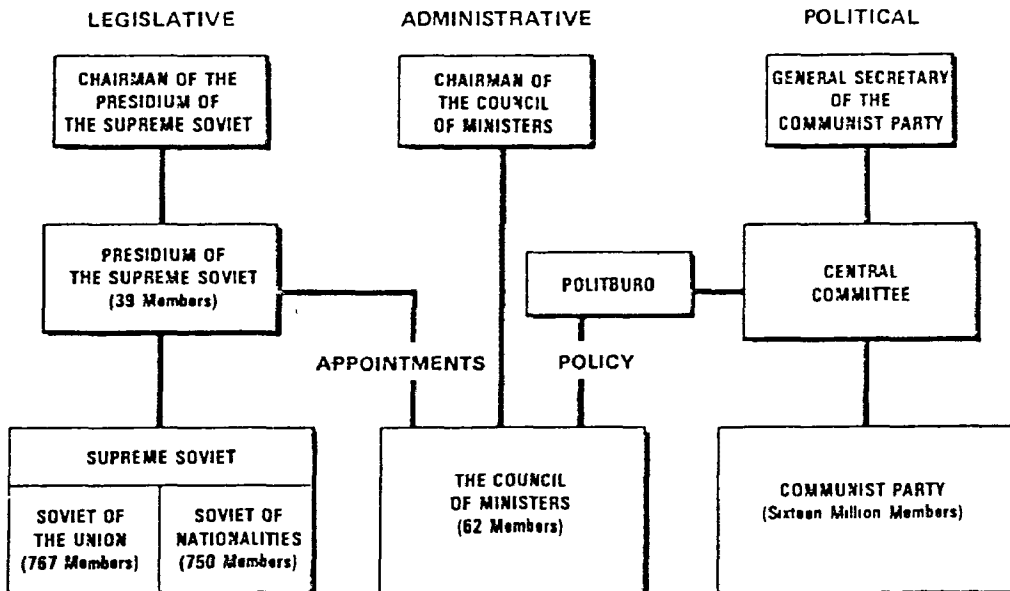 LEGISLATIVE
ADMINISTRATIVE
POLITICAL
CHAIRMAN OF THE
PRESIDIUM OF
THE SUPREME SOVIET
CHAIRMAN OF
THE COUNCIL
OF MINISTERS
GENERAL SECRETARY
OF THE
COMMUNIST PARTY
PRESIDIUM OF
THE SUPREME SOVIET
(39 Members)
POLITBURO
CENTRAL
COMMITTEE
APPOINTMENTS
POLICY
SUPREME SOVIET
SOVIET OF
THE UNION
(767 Members)
SOVIET OF
NATIONALITIES
(750 Members)
THE COUNCIL
OF MINISTERS
(62 Members)
COMMUNIST PARTY
(Sixteen Million Members)